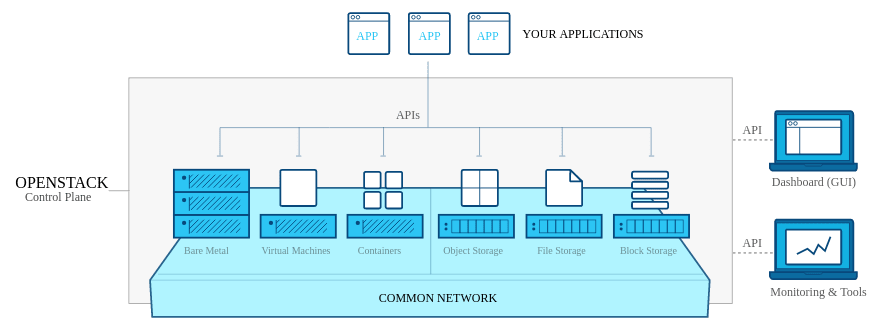 APP APP APP YOUR APPLICATIONS
APIs
API
OPENSTACK
Control Plane
Dashboard (GUI)
API
Bare Metal Virtual Machines Containers Object Storage File Storage Block Storage
Monitoring & Tools
COMMON NETWORK